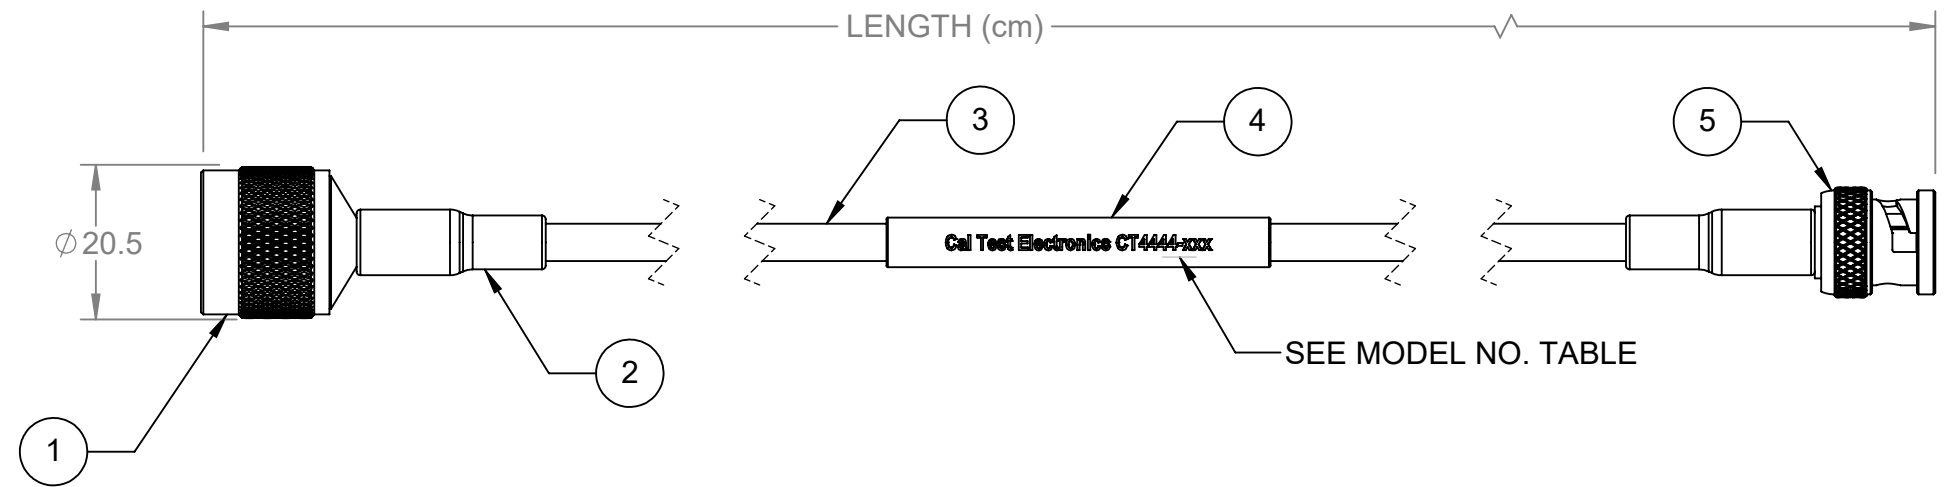 LENGTH (cm)
3
4
5
⌀20.5
Cal Test Electronics CT4444-xxx
SEE MODEL NO. TABLE
2
1